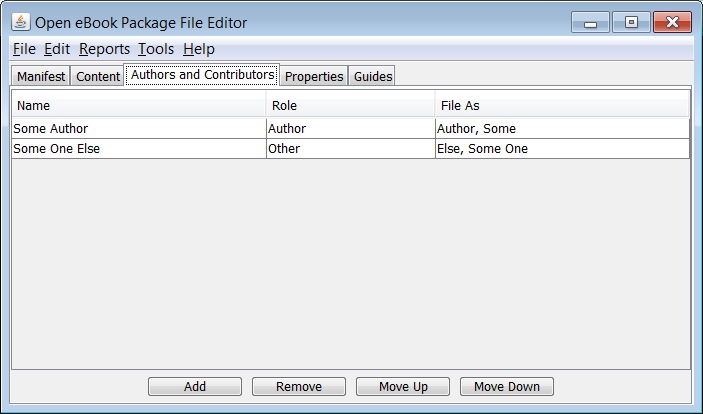 Open eBook Package File Editor
File Edit Reports Tools Help
Manifest Content Authors and Contributors Properties Guides
Name Role File As
Some Author Author Author, Some
Some One Else Other Else, Some One
Add Remove Move Up Move Down